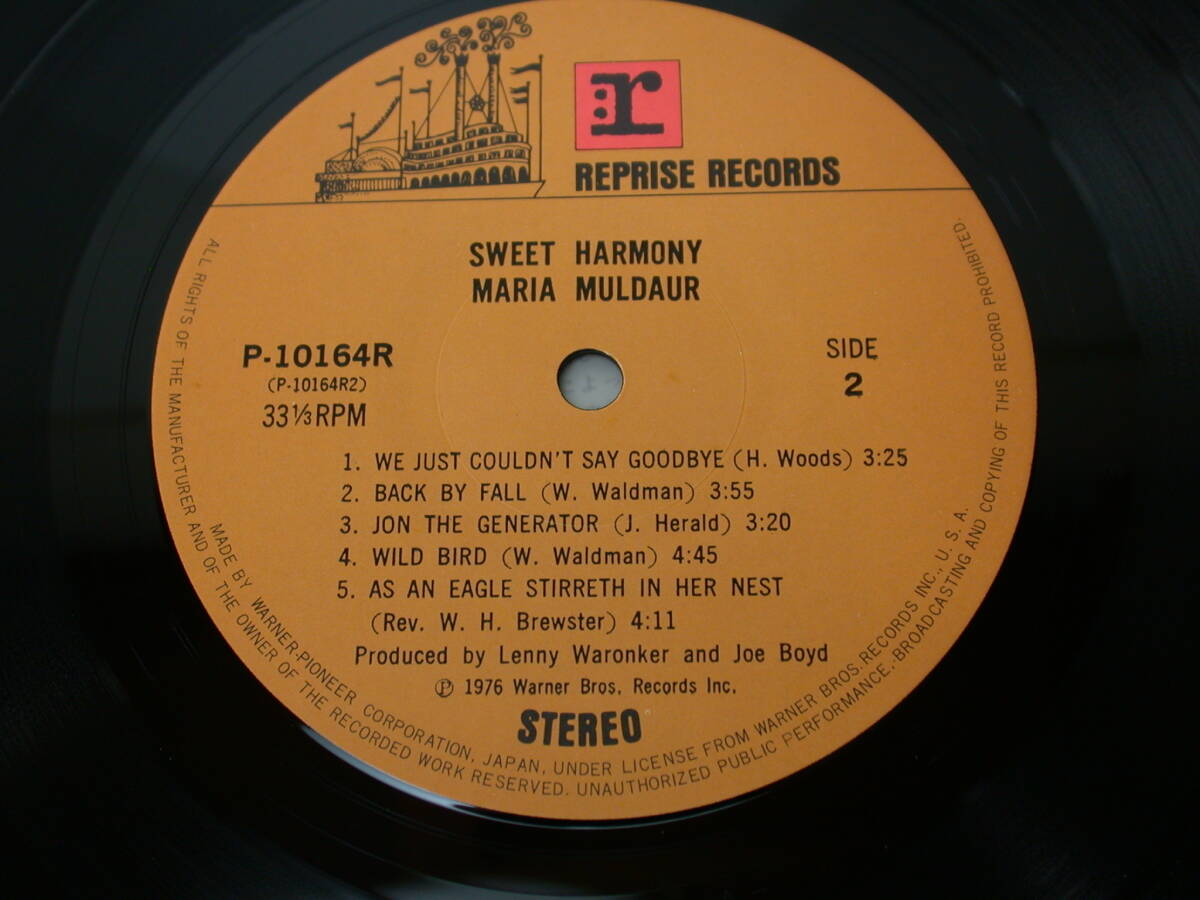 r
REPRISE RECORDS
SWEET HARMONY
MARIA MULDAUR
P-10164R
(P-10164R2)
33⅓RPM
SIDE
2
1. WE JUST COULDN'T SAY GOODBYE (H. Woods) 3:25
2. BACK BY FALL (W. Waldman) 3:55
3. JON THE GENERATOR (J. Herald) 3:20
4. WILD BIRD (W. Waldman) 4:45
5. AS AN EAGLE STIRRETH IN HER NEST
(Rev. W. H. Brewster) 4:11
Produced by Lenny Waronker and Joe Boyd
℗ 1976 Warner Bros. Records Inc.
STEREO
MADE BY WARNER-PIONEER CORPORATION, JAPAN, UNDER LICENSE FROM WARNER BROS. RECORDS INC., U. S. A.
ALL RIGHTS OF THE MANUFACTURER AND OF THE OWNER OF THE RECORDED WORK RESERVED. UNAUTHORIZED PUBLIC PERFORMANCE, BROADCASTING AND COPYING OF THIS RECORD PROHIBITED.